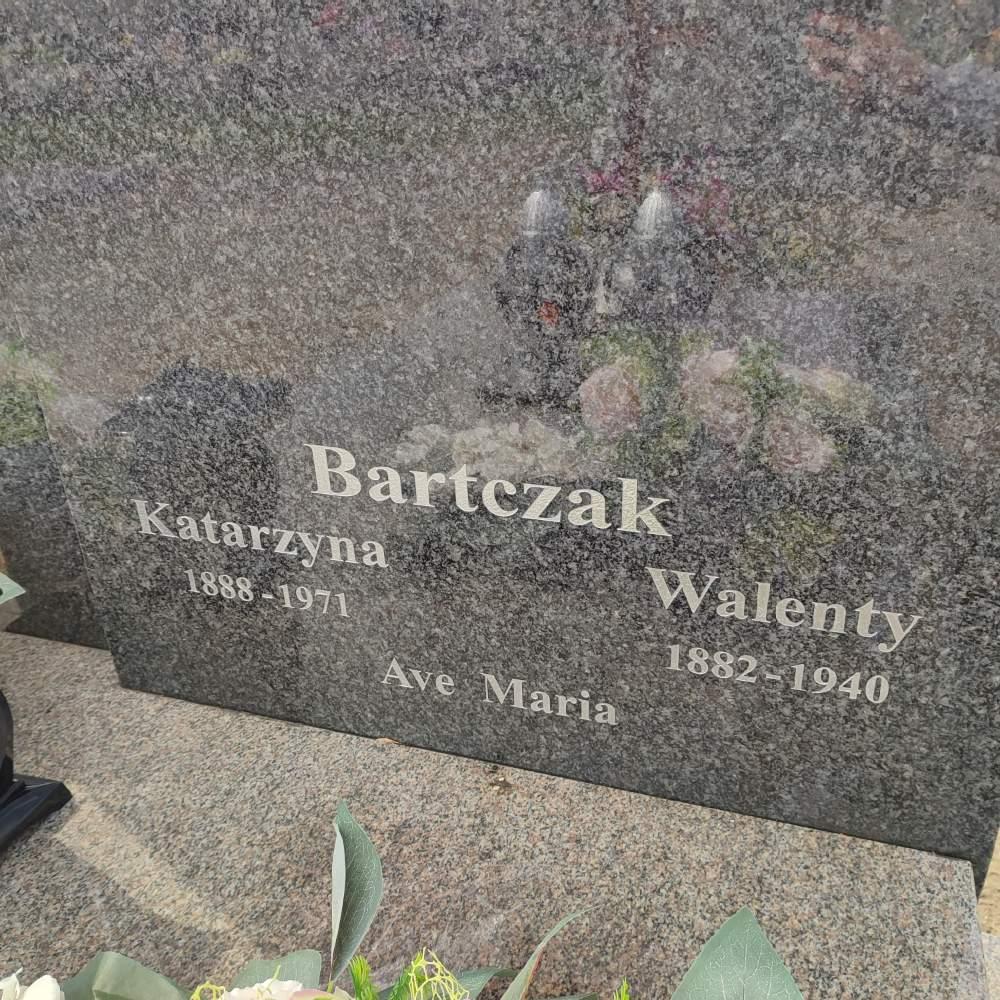 Bartczak
Katarzyna
1888-1971
Walenty
1882-1940
Ave Maria